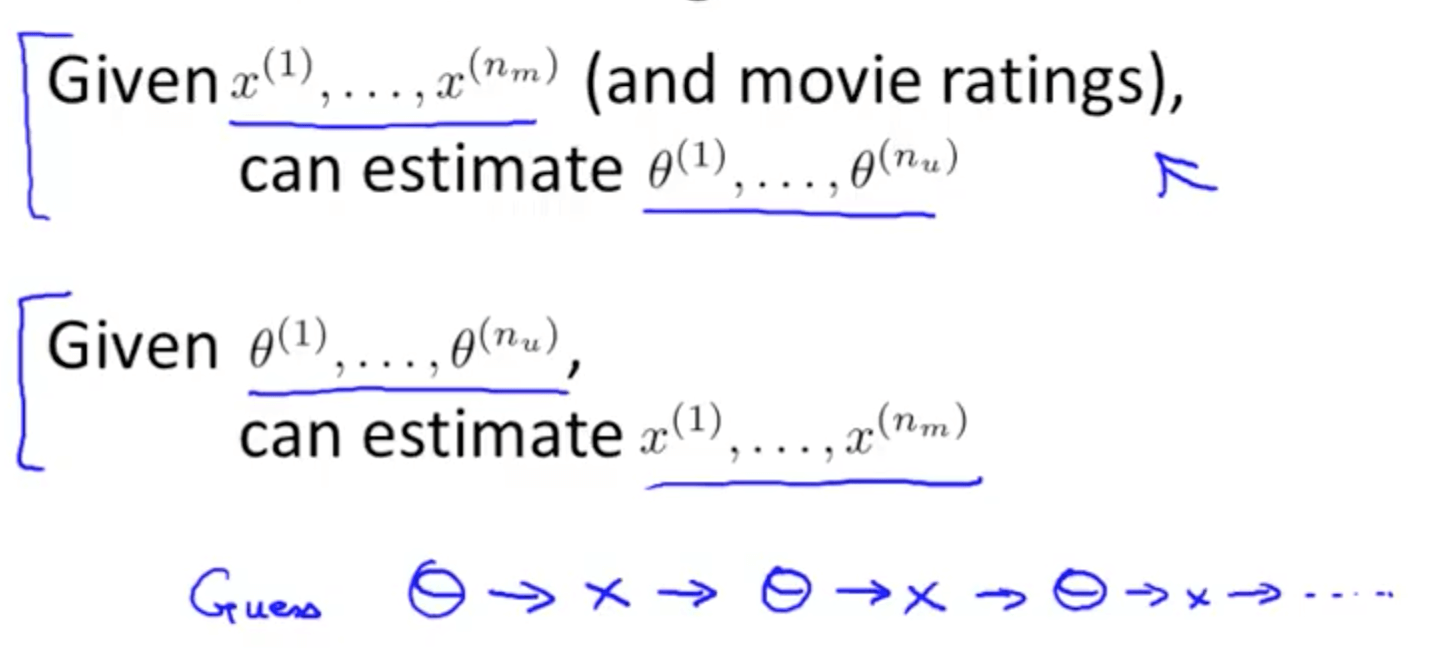 Given x^(1), . . . , x^(n_m) (and movie ratings),
can estimate θ^(1), . . . , θ^(n_u)
Given θ^(1), . . . , θ^(n_u),
can estimate x^(1), . . . , x^(n_m)
Guess Θ → x → Θ → x → Θ → x → .....